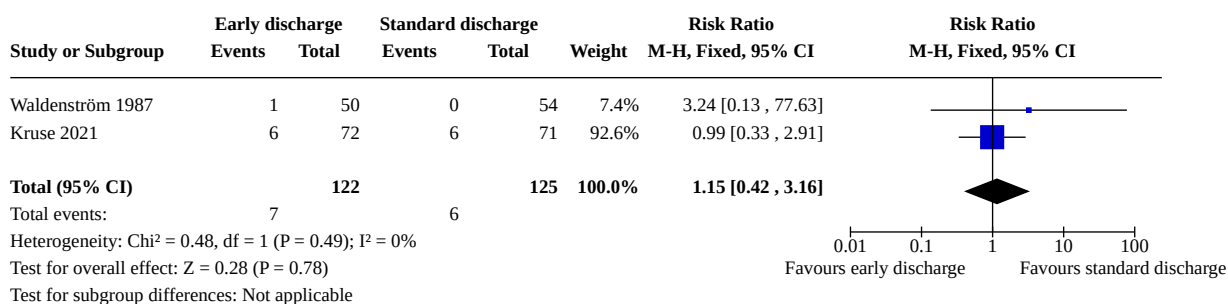 Early discharge Standard discharge Risk Ratio Risk Ratio
Study or Subgroup Events Total Events Total Weight M-H, Fixed, 95% CI M-H, Fixed, 95% CI
Waldenström 1987 1 50 0 54 7.4% 3.24 [0.13 , 77.63]
Kruse 2021 6 72 6 71 92.6% 0.99 [0.33 , 2.91]
Total (95% CI) 122 125 100.0% 1.15 [0.42 , 3.16]
Total events: 7 6
Heterogeneity: Chi² = 0.48, df = 1 (P = 0.49); I² = 0%
Test for overall effect: Z = 0.28 (P = 0.78)
Test for subgroup differences: Not applicable
0.01 0.1 1 10 100
Favours early discharge Favours standard discharge